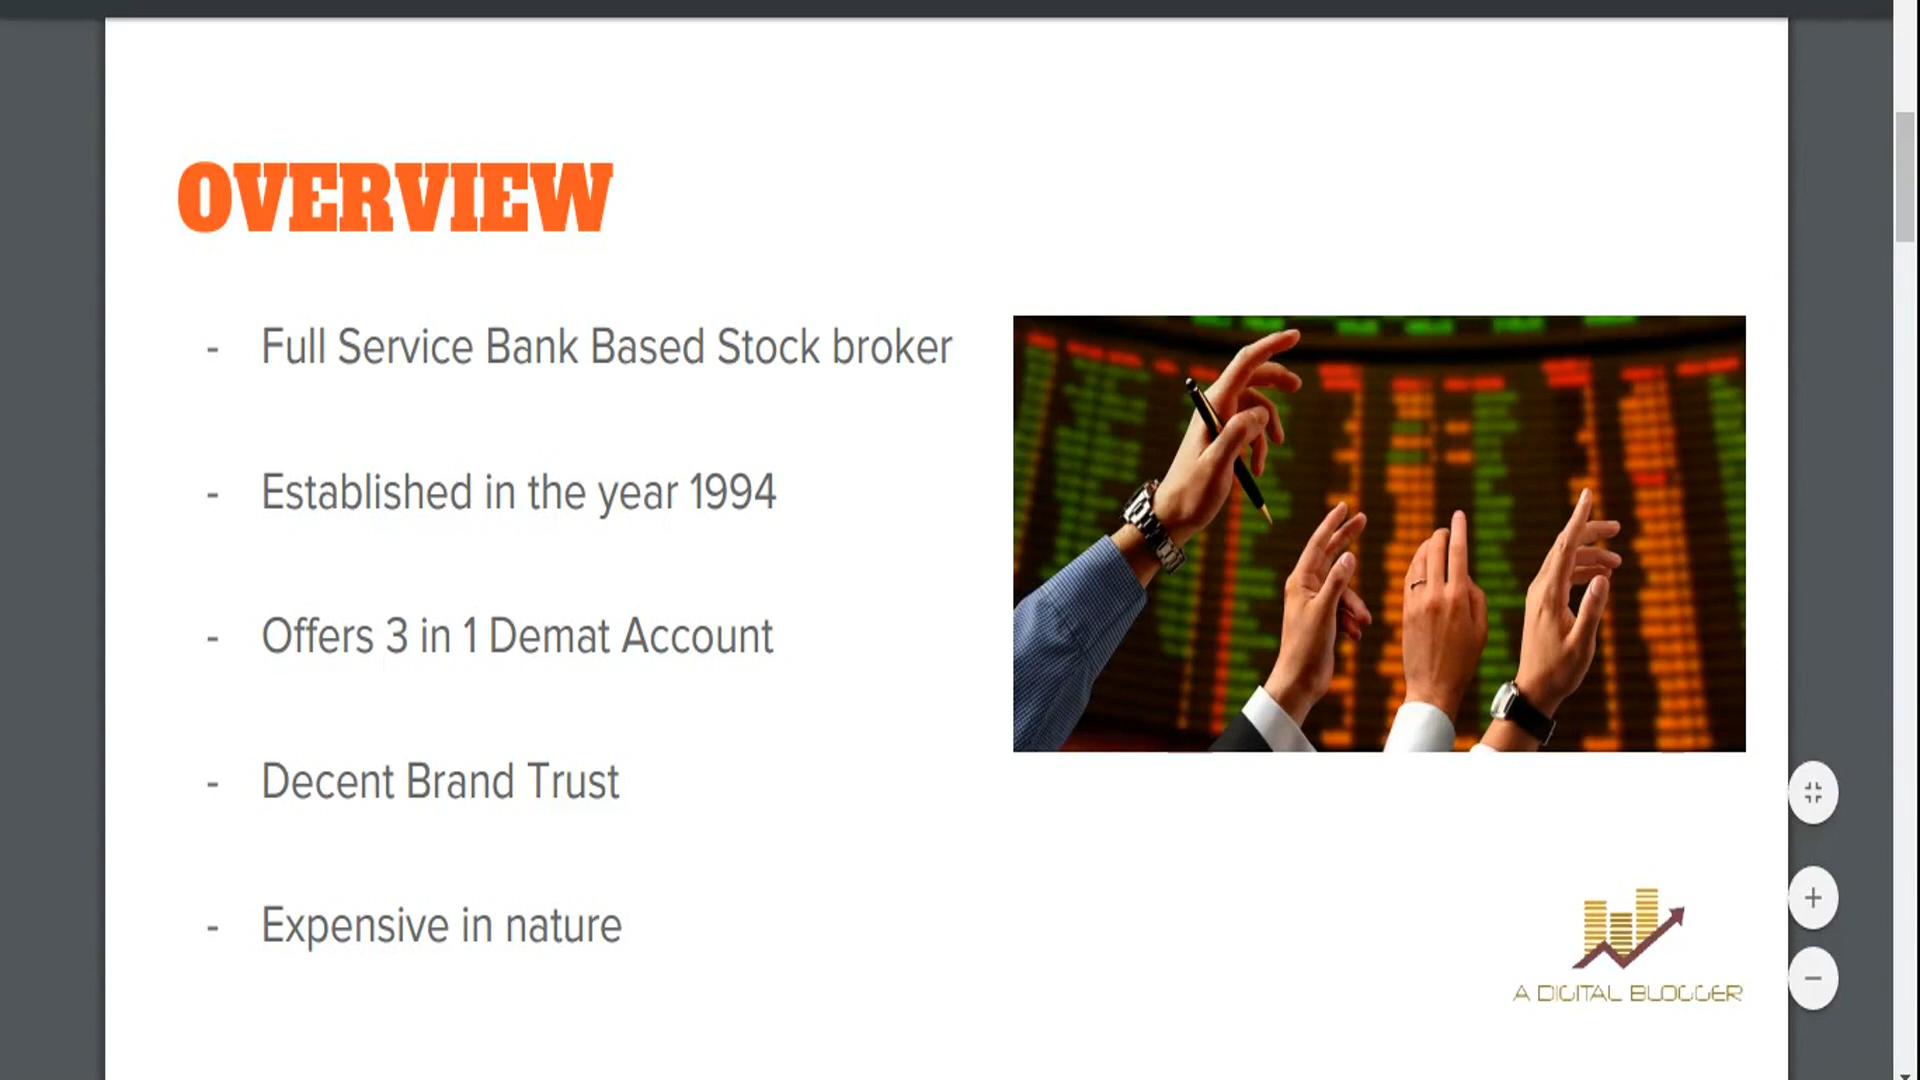 OVERVIEW
- Full Service Bank Based Stock broker
- Established in the year 1994
- Offers 3 in 1 Demat Account
- Decent Brand Trust
- Expensive in nature
A DIGITAL BLOGGER